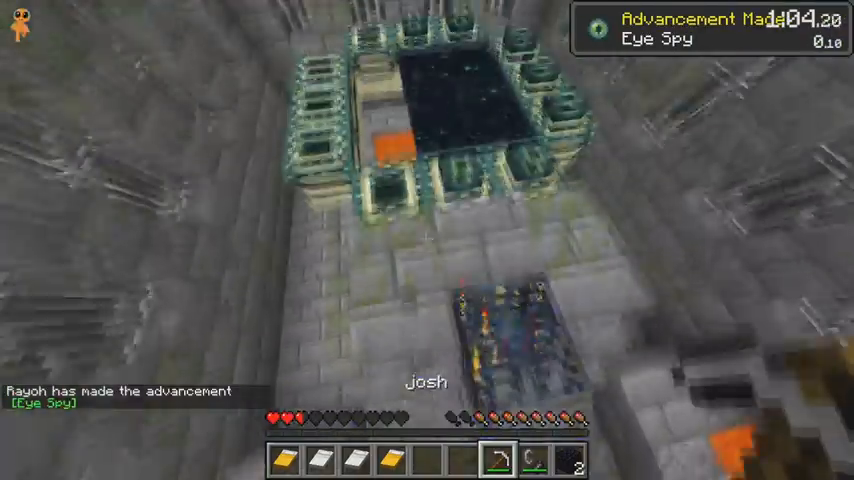 Advancement Made
1:04.20
Eye Spy
0.10
josh
Rayoh has made the advancement
[Eye Spy]
2